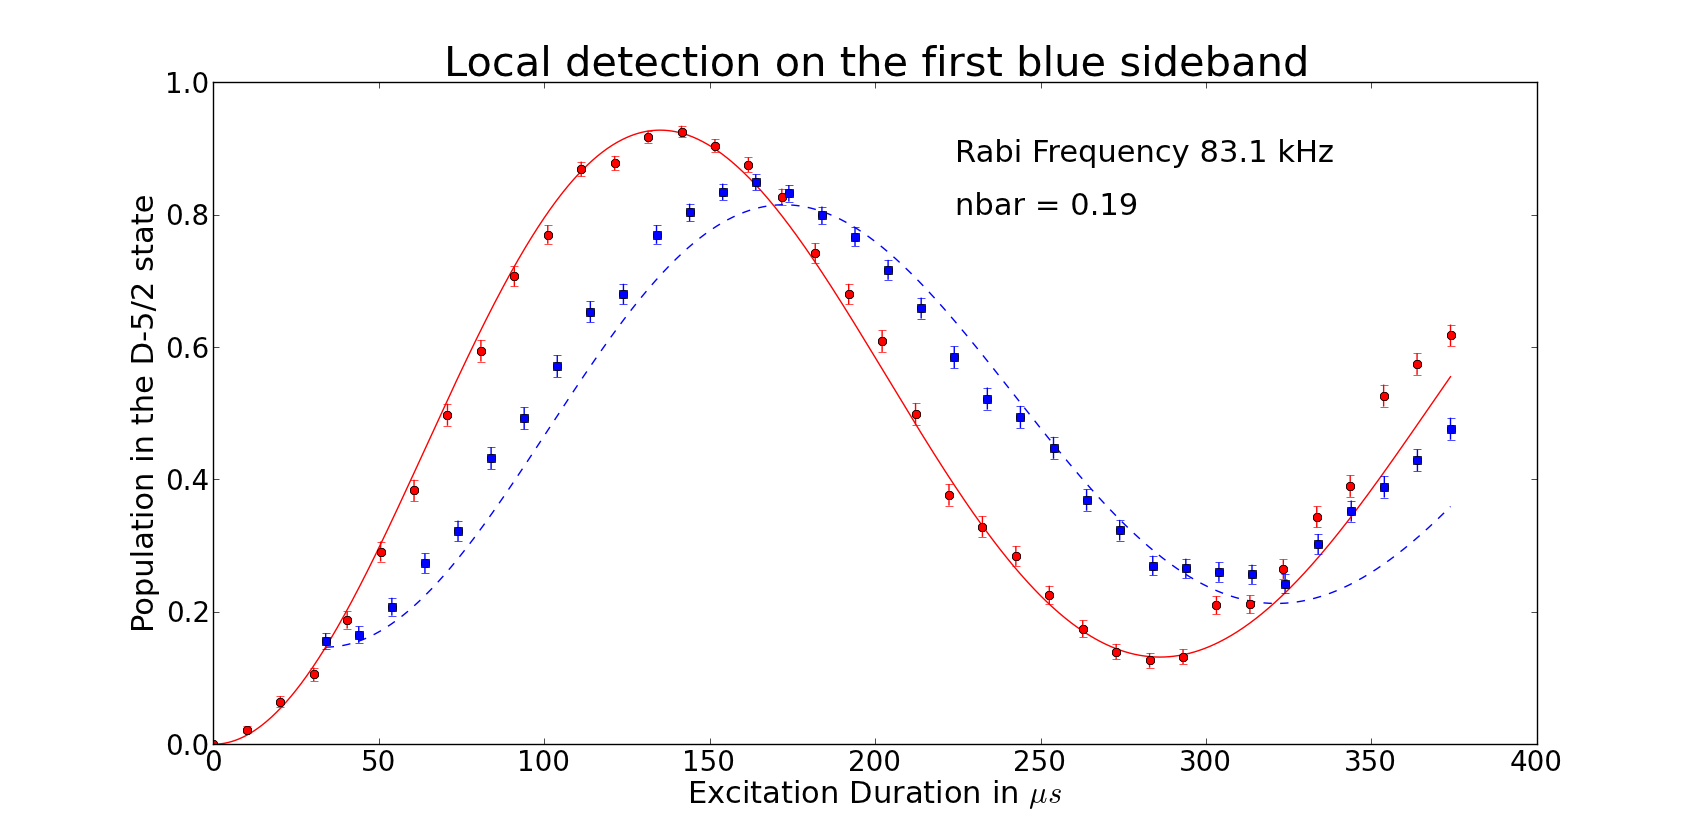 Local detection on the first blue sideband
Rabi Frequency 83.1 kHz
nbar = 0.19
Population in the D-5/2 state
1.0
0.8
0.6
0.4
0.2
0.0
0 50 100 150 200 250 300 350 400
Excitation Duration in μs